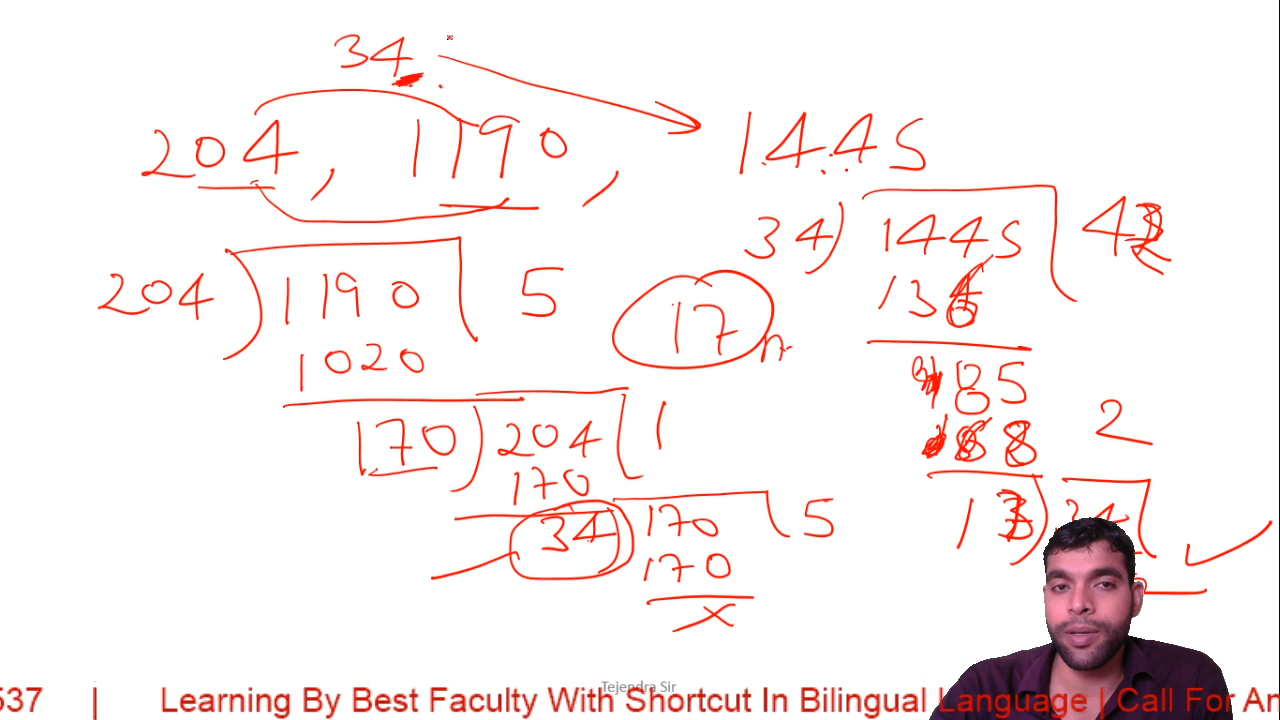 34
204, 1190, 1445
34) 1445 (42
204) 1190 (5
136
17
1020
85
170) 204 (1
68
2
170
17) 34
34) 170 (5
170
x
Tejendra Sir
537 | Learning By Best Faculty With Shortcut In Bilingual Language | Call For An